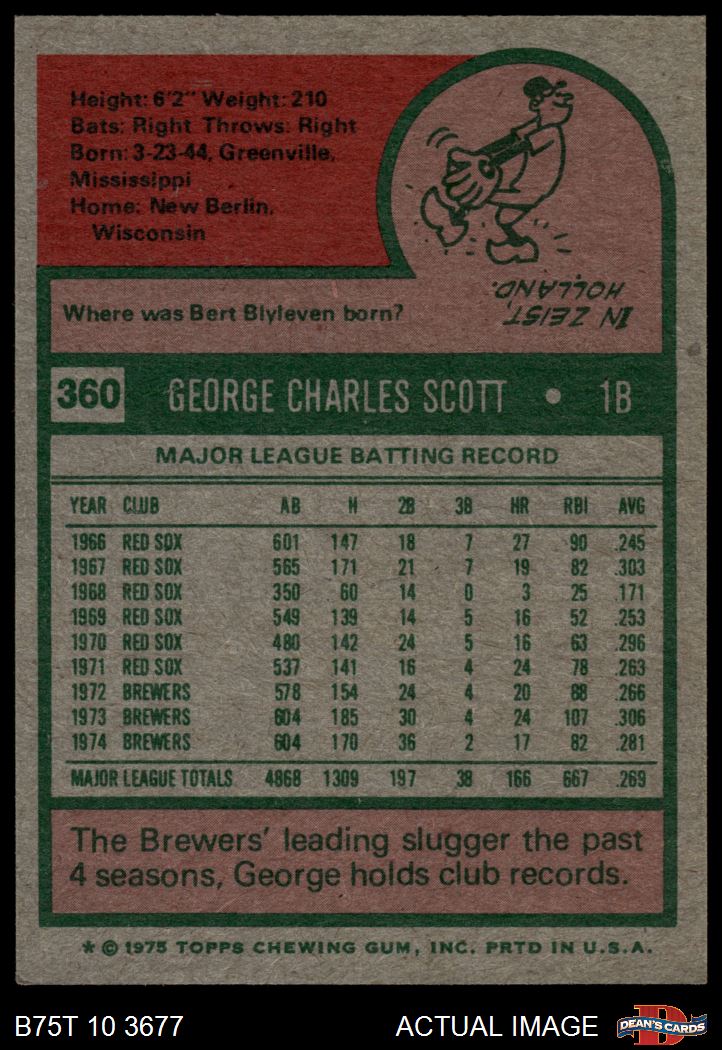 Height: 6'2" Weight: 210
Bats: Right Throws: Right
Born: 3-23-44, Greenville,
Mississippi
Home: New Berlin,
Wisconsin
Where was Bert Blyleven born?
IN ZEIST,
HOLLAND.
360 GEORGE CHARLES SCOTT • 1B
MAJOR LEAGUE BATTING RECORD
YEAR CLUB AB H 2B 3B HR RBI AVG
1966 RED SOX 601 147 18 7 27 90 .245
1967 RED SOX 565 171 21 7 19 82 .303
1968 RED SOX 350 60 14 0 3 25 .171
1969 RED SOX 549 139 14 5 16 52 .253
1970 RED SOX 480 142 24 5 16 63 .296
1971 RED SOX 537 141 16 4 24 78 .263
1972 BREWERS 578 154 24 4 20 88 .266
1973 BREWERS 604 185 30 4 24 107 .306
1974 BREWERS 604 170 36 2 17 82 .281
MAJOR LEAGUE TOTALS 4868 1309 197 38 166 667 .269
The Brewers' leading slugger the past
4 seasons, George holds club records.
* © 1975 TOPPS CHEWING GUM, INC. PRTD IN U.S.A.
B75T 10 3677 ACTUAL IMAGE
D
DEAN'S CARDS